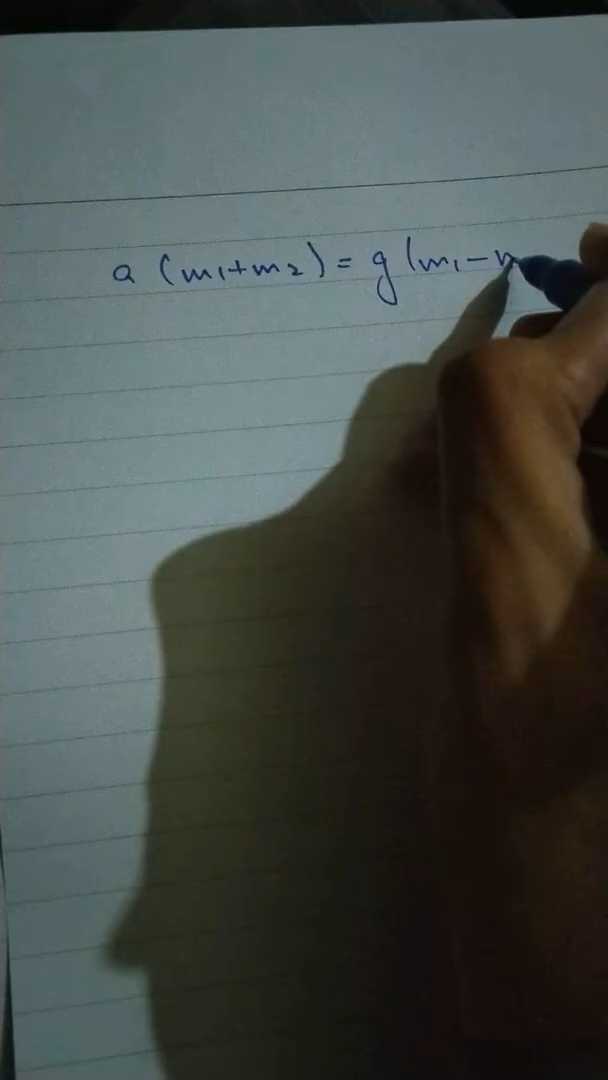 a (m₁+m₂) = g (m₁ -